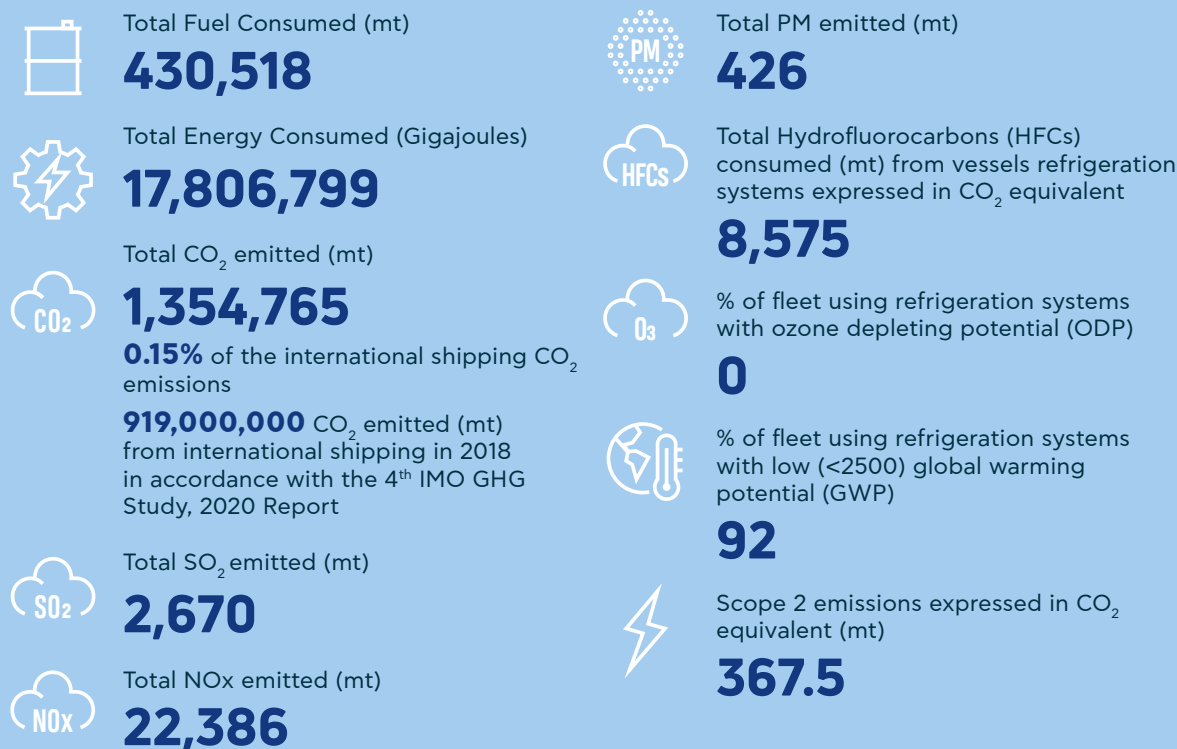 Total Fuel Consumed (mt)
430,518
Total Energy Consumed (Gigajoules)
17,806,799
Total CO2 emitted (mt)
CO2
1,354,765
0.15% of the international shipping CO2
emissions
919,000,000 CO2 emitted (mt)
from international shipping in 2018
in accordance with the 4th IMO GHG
Study, 2020 Report
Total SO2 emitted (mt)
SO2
2,670
Total NOx emitted (mt)
NOx
22,386
Total PM emitted (mt)
PM
426
Total Hydrofluorocarbons (HFCs)
consumed (mt) from vessels refrigeration
systems expressed in CO2 equivalent
HFCs
8,575
% of fleet using refrigeration systems
with ozone depleting potential (ODP)
O3
0
% of fleet using refrigeration systems
with low (<2500) global warming
potential (GWP)
92
Scope 2 emissions expressed in CO2
equivalent (mt)
367.5